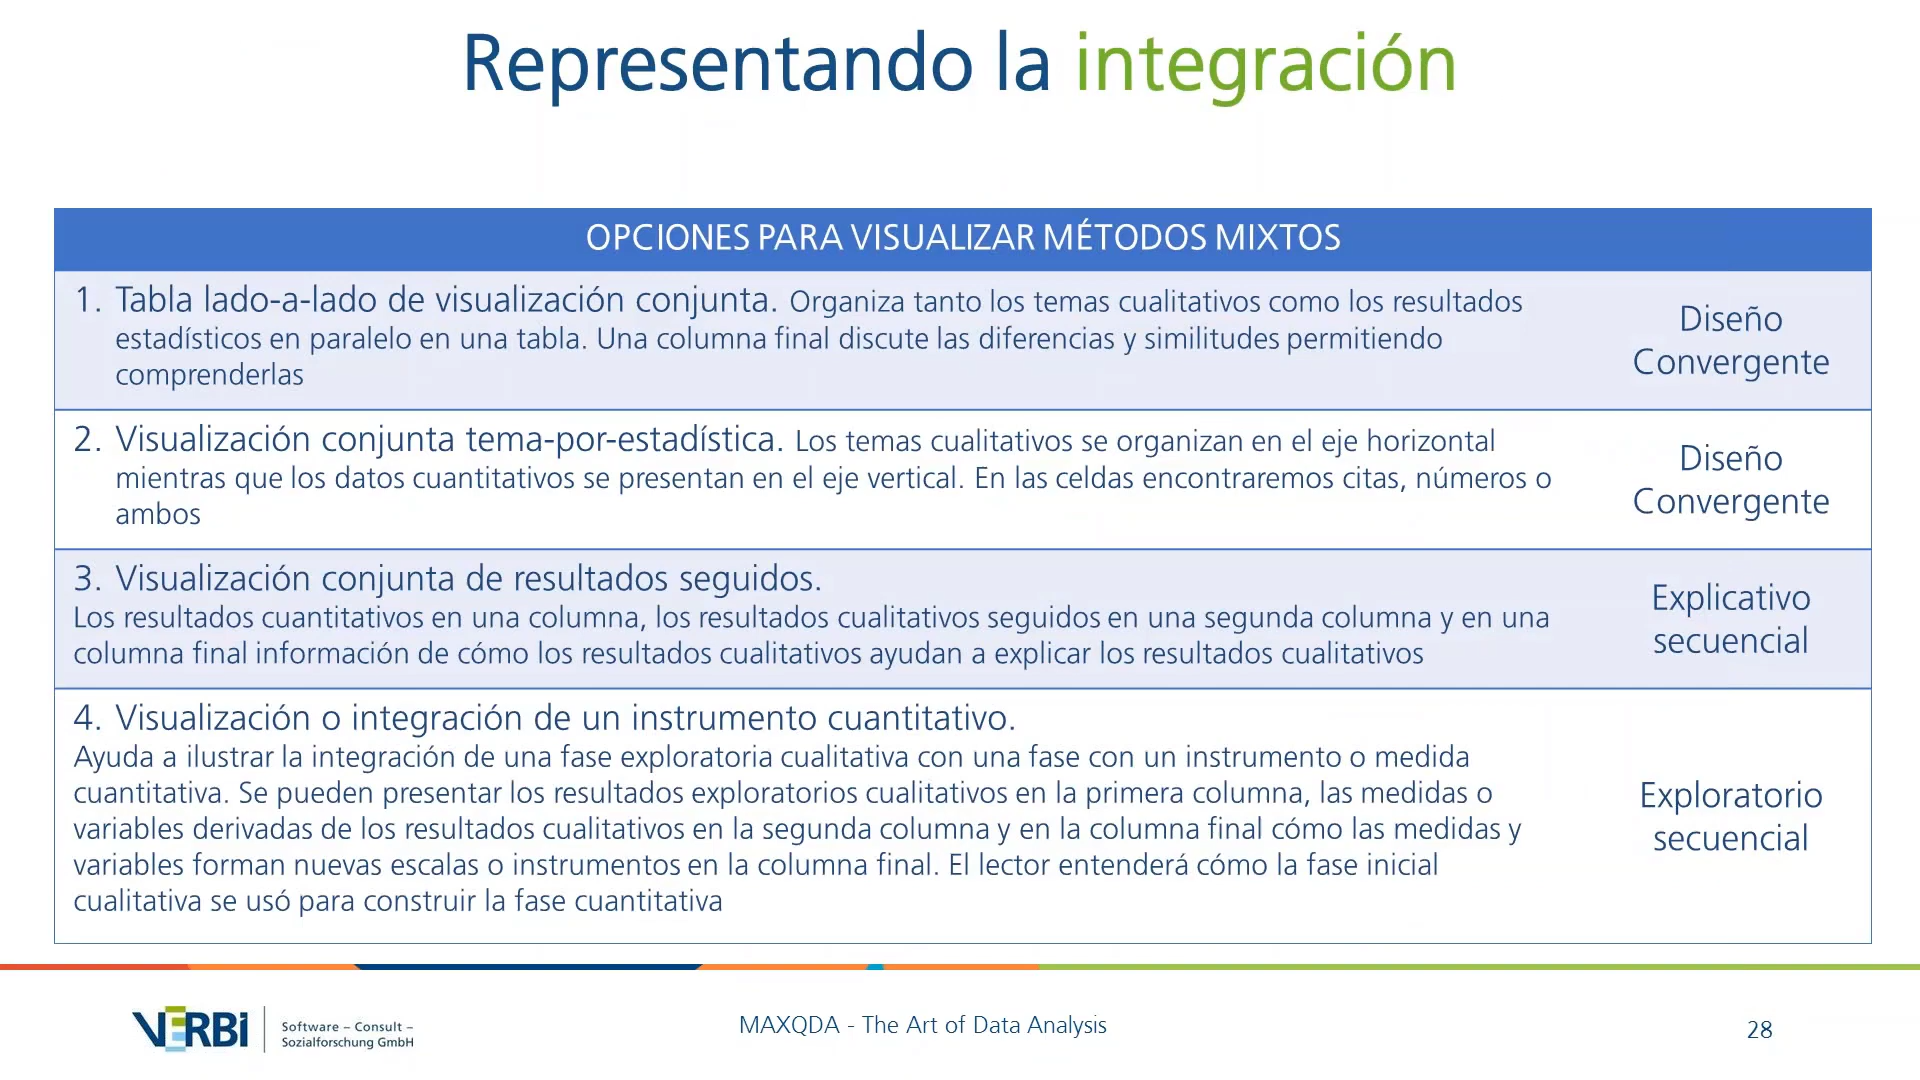 Representando la integración
OPCIONES PARA VISUALIZAR MÉTODOS MIXTOS
1. Tabla lado-a-lado de visualización conjunta. Organiza tanto los temas cualitativos como los resultados
estadísticos en paralelo en una tabla. Una columna final discute las diferencias y similitudes permitiendo
comprenderlas
Diseño
Convergente
2. Visualización conjunta tema-por-estadística. Los temas cualitativos se organizan en el eje horizontal
mientras que los datos cuantitativos se presentan en el eje vertical. En las celdas encontraremos citas, números o
ambos
Diseño
Convergente
3. Visualización conjunta de resultados seguidos.
Los resultados cuantitativos en una columna, los resultados cualitativos seguidos en una segunda columna y en una
columna final información de cómo los resultados cualitativos ayudan a explicar los resultados cualitativos
Explicativo
secuencial
4. Visualización o integración de un instrumento cuantitativo.
Ayuda a ilustrar la integración de una fase exploratoria cualitativa con una fase con un instrumento o medida
cuantitativa. Se pueden presentar los resultados exploratorios cualitativos en la primera columna, las medidas o
variables derivadas de los resultados cualitativos en la segunda columna y en la columna final cómo las medidas y
variables forman nuevas escalas o instrumentos en la columna final. El lector entenderá cómo la fase inicial
cualitativa se usó para construir la fase cuantitativa
Exploratorio
secuencial
VERBI
Software – Consult –
Sozialforschung GmbH
MAXQDA - The Art of Data Analysis
28